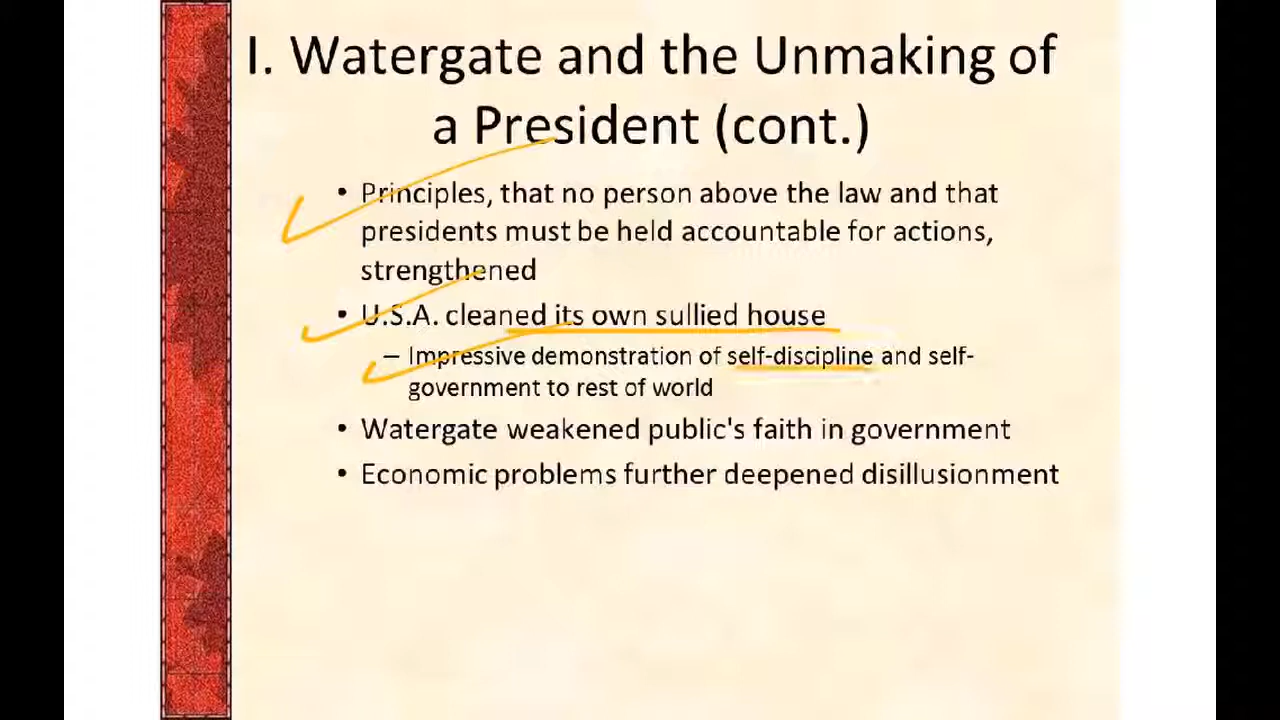 I. Watergate and the Unmaking of
a President (cont.)
• Principles, that no person above the law and that
presidents must be held accountable for actions,
strengthened
• U.S.A. cleaned its own sullied house
– Impressive demonstration of self-discipline and self-
government to rest of world
• Watergate weakened public's faith in government
• Economic problems further deepened disillusionment